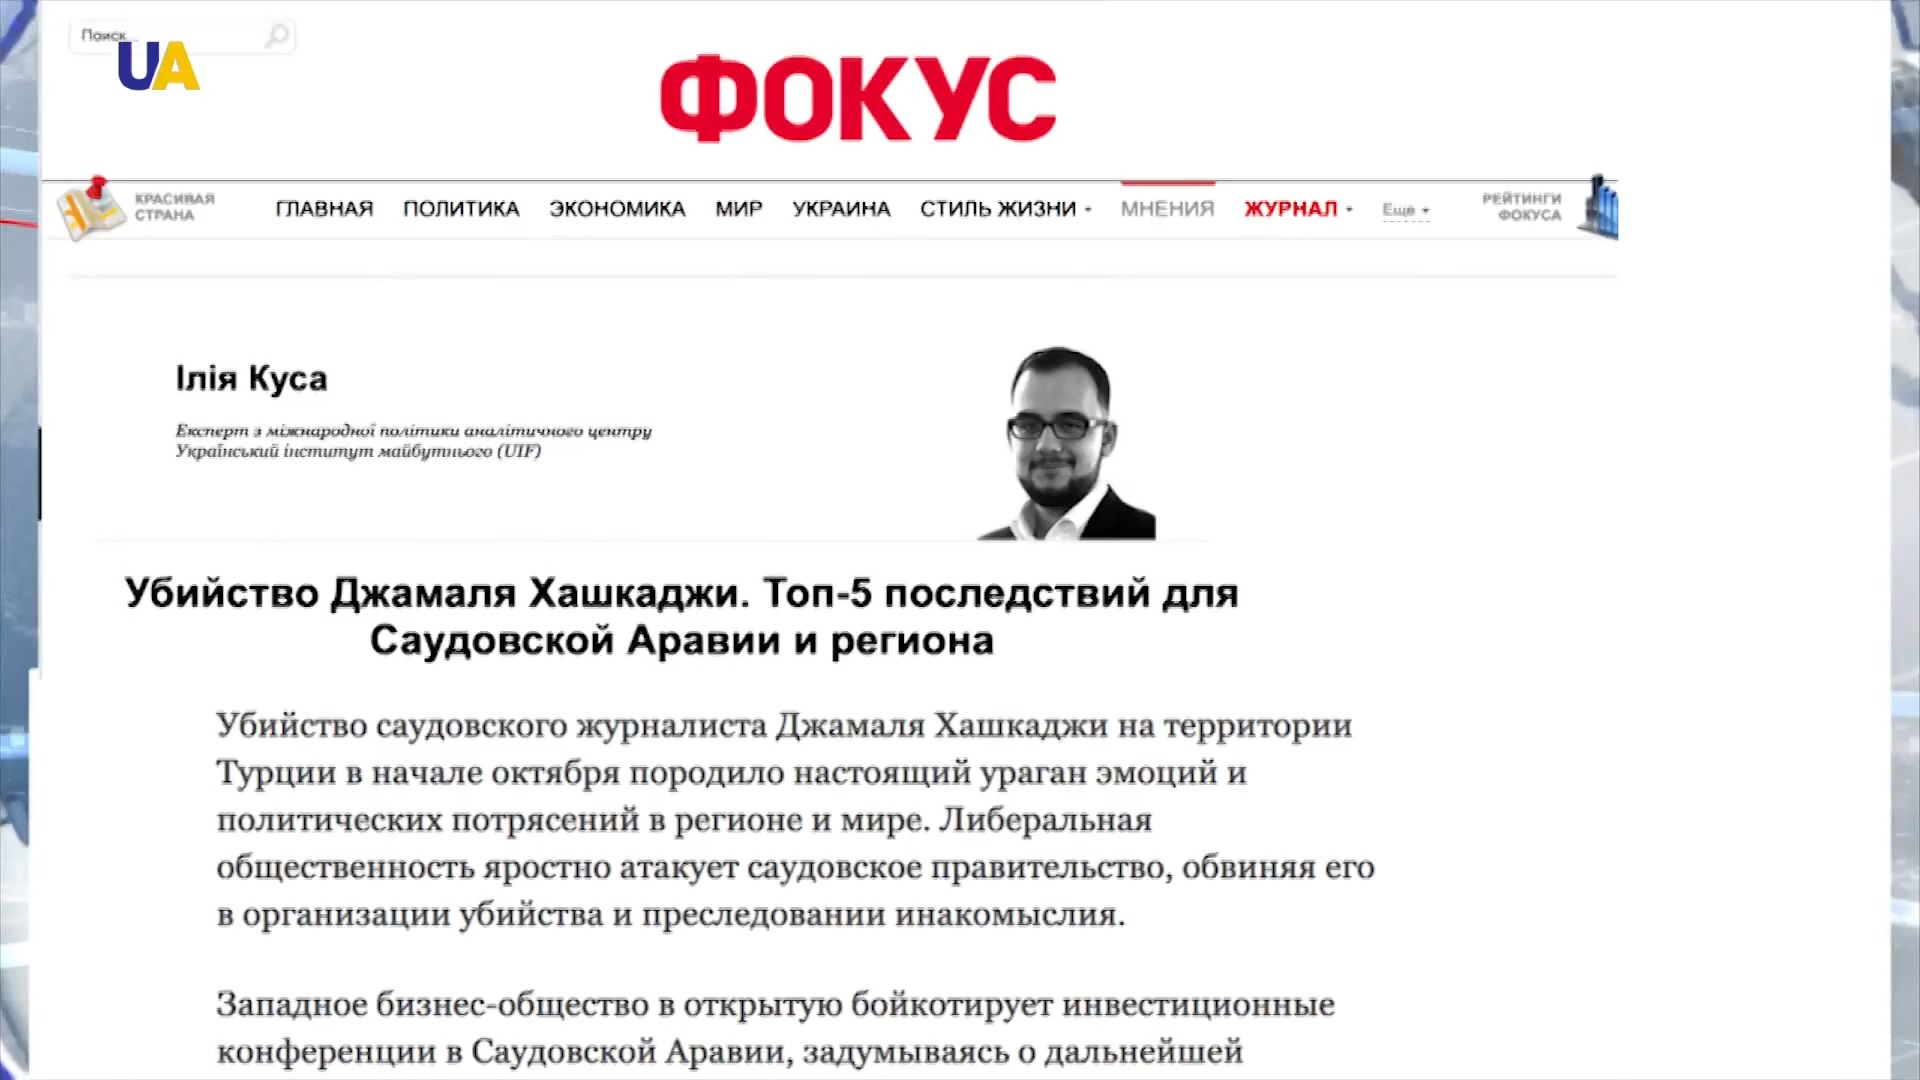 Поиск...
UA
ФОКУС
КРАСИВАЯ
СТРАНА
ГЛАВНАЯ ПОЛИТИКА ЭКОНОМИКА МИР УКРАИНА СТИЛЬ ЖИЗНИ МНЕНИЯ ЖУРНАЛ Ещё
РЕЙТИНГИ
ФОКУСА
Ілія Куса
Експерт з міжнародної політики аналітичного центру
Український інститут майбутнього (UIF)
Убийство Джамаля Хашкаджи. Топ-5 последствий для
Саудовской Аравии и региона
Убийство саудовского журналиста Джамаля Хашкаджи на территории
Турции в начале октября породило настоящий ураган эмоций и
политических потрясений в регионе и мире. Либеральная
общественность яростно атакует саудовское правительство, обвиняя его
в организации убийства и преследовании инакомыслия.
Западное бизнес-общество в открытую бойкотирует инвестиционные
конференции в Саудовской Аравии, задумываясь о дальнейшей